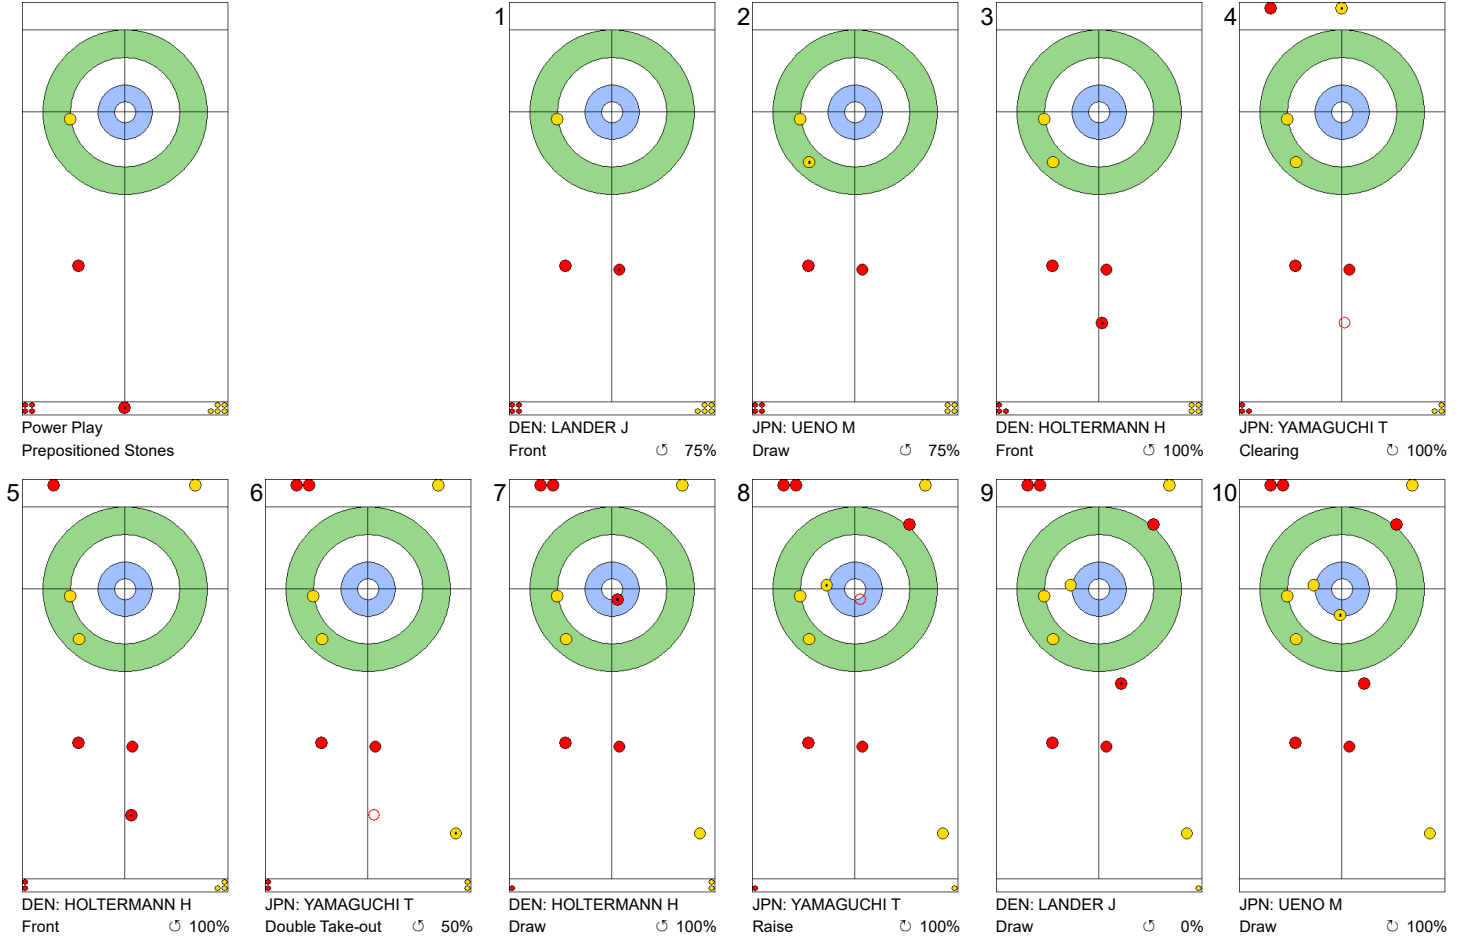 1
2
3
4
Power Play
Prepositioned Stones
DEN: LANDER J
Front 75%
JPN: UENO M
Draw 75%
DEN: HOLTERMANN H
Front 100%
JPN: YAMAGUCHI T
Clearing 100%
5
6
7
8
9
10
DEN: HOLTERMANN H
Front 100%
JPN: YAMAGUCHI T
Double Take-out 50%
DEN: HOLTERMANN H
Draw 100%
JPN: YAMAGUCHI T
Raise 100%
DEN: LANDER J
Draw 0%
JPN: UENO M
Draw 100%